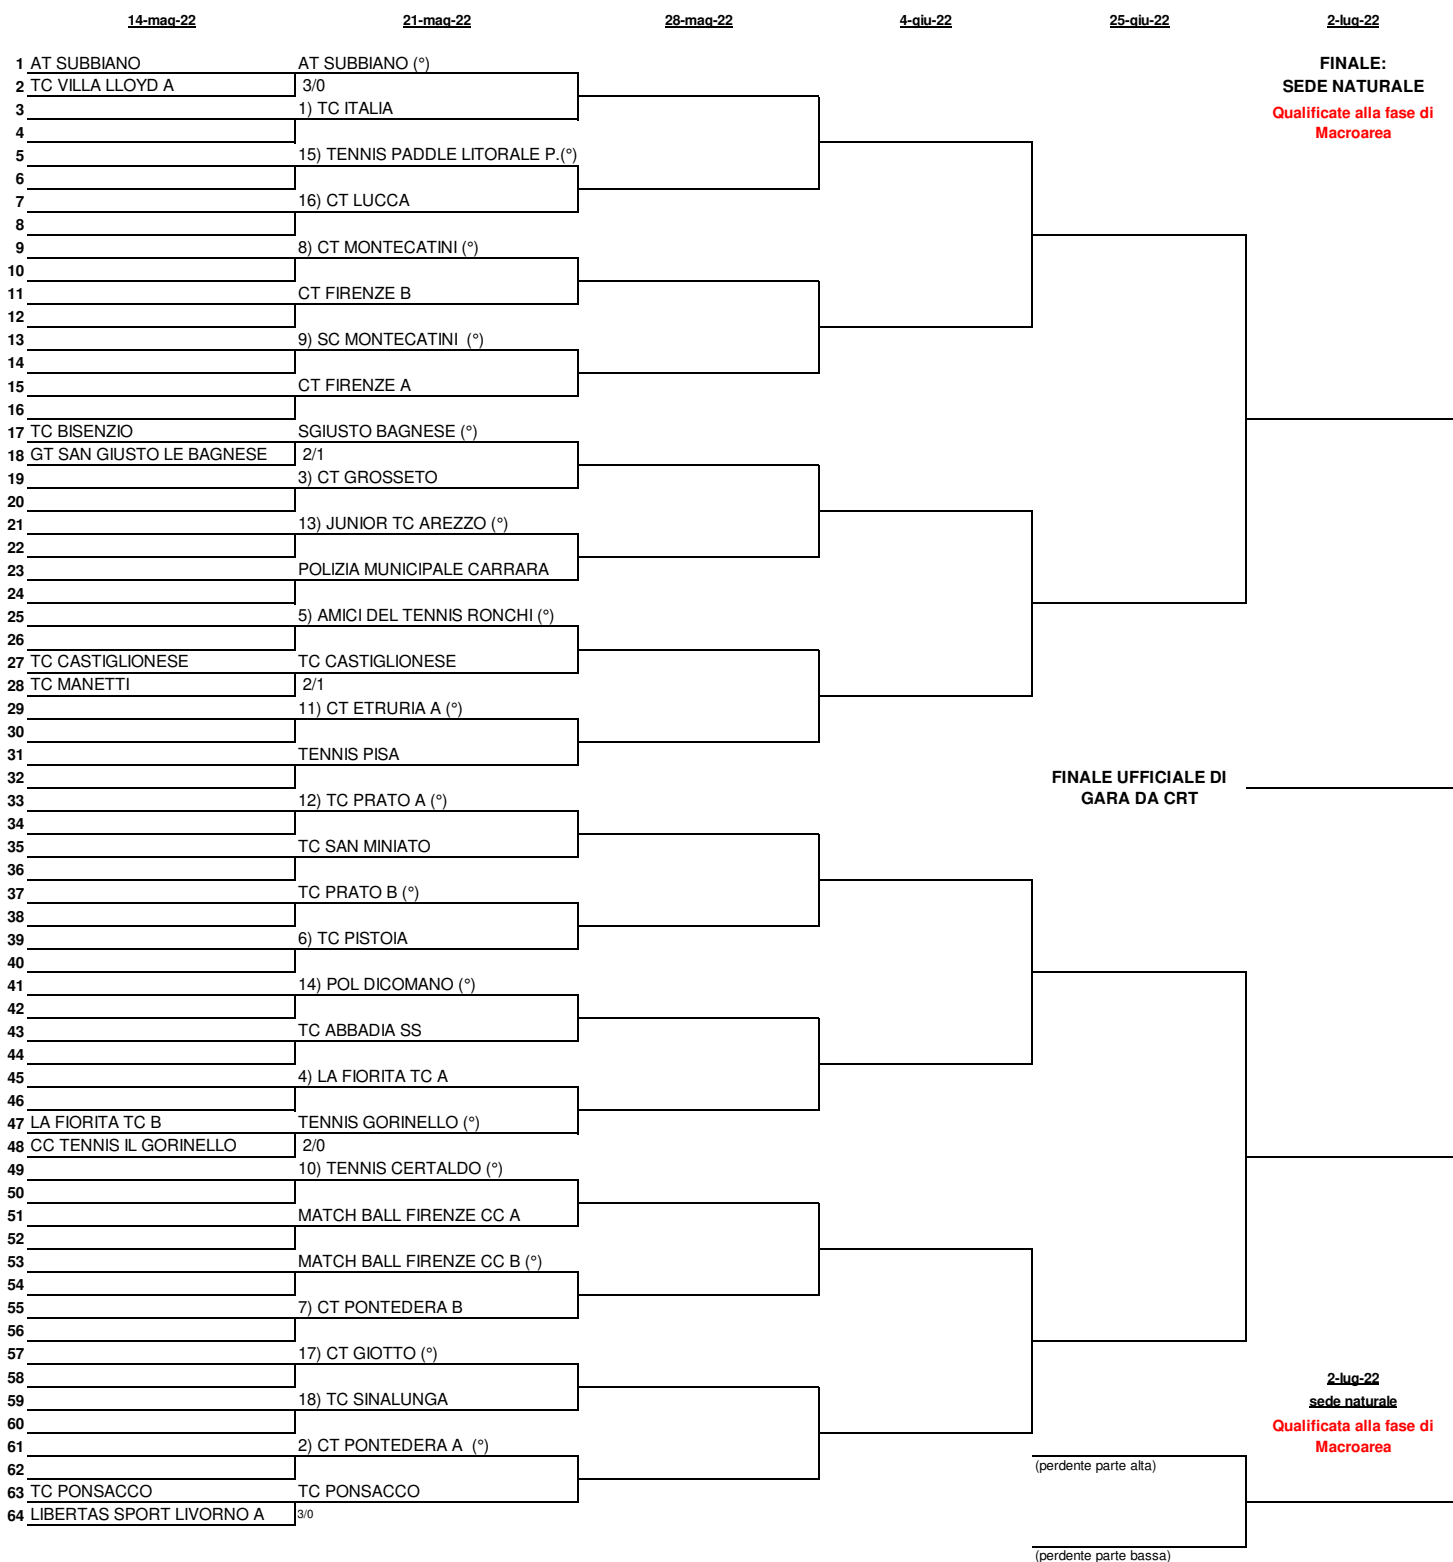 14-mag-22 21-mag-22 28-mag-22 4-giu-22 25-giu-22 2-lug-22
1 AT SUBBIANO AT SUBBIANO (°) FINALE:
2 TC VILLA LLOYD A 3/0 SEDE NATURALE
3 1) TC ITALIA Qualificate alla fase di
4 Macroarea
5 15) TENNIS PADDLE LITORALE P.(°)
6
7 16) CT LUCCA
8
9 8) CT MONTECATINI (°)
10
11 CT FIRENZE B
12
13 9) SC MONTECATINI (°)
14
15 CT FIRENZE A
16
17 TC BISENZIO SGIUSTO BAGNESE (°)
18 GT SAN GIUSTO LE BAGNESE 2/1
19 3) CT GROSSETO
20
21 13) JUNIOR TC AREZZO (°)
22
23 POLIZIA MUNICIPALE CARRARA
24
25 5) AMICI DEL TENNIS RONCHI (°)
26
27 TC CASTIGLIONESE TC CASTIGLIONESE
28 TC MANETTI 2/1
29 11) CT ETRURIA A (°)
30
31 TENNIS PISA
32 FINALE UFFICIALE DI
33 12) TC PRATO A (°) GARA DA CRT
34
35 TC SAN MINIATO
36
37 TC PRATO B (°)
38
39 6) TC PISTOIA
40
41 14) POL DICOMANO (°)
42
43 TC ABBADIA SS
44
45 4) LA FIORITA TC A
46
47 LA FIORITA TC B TENNIS GORINELLO (°)
48 CC TENNIS IL GORINELLO 2/0
49 10) TENNIS CERTALDO (°)
50
51 MATCH BALL FIRENZE CC A
52
53 MATCH BALL FIRENZE CC B (°)
54
55 7) CT PONTEDERA B
56
57 17) CT GIOTTO (°)
58 2-lug-22
59 18) TC SINALUNGA sede naturale
60 Qualificata alla fase di
61 2) CT PONTEDERA A (°) Macroarea
62 (perdente parte alta)
63 TC PONSACCO TC PONSACCO
64 LIBERTAS SPORT LIVORNO A 3/0
(perdente parte bassa)